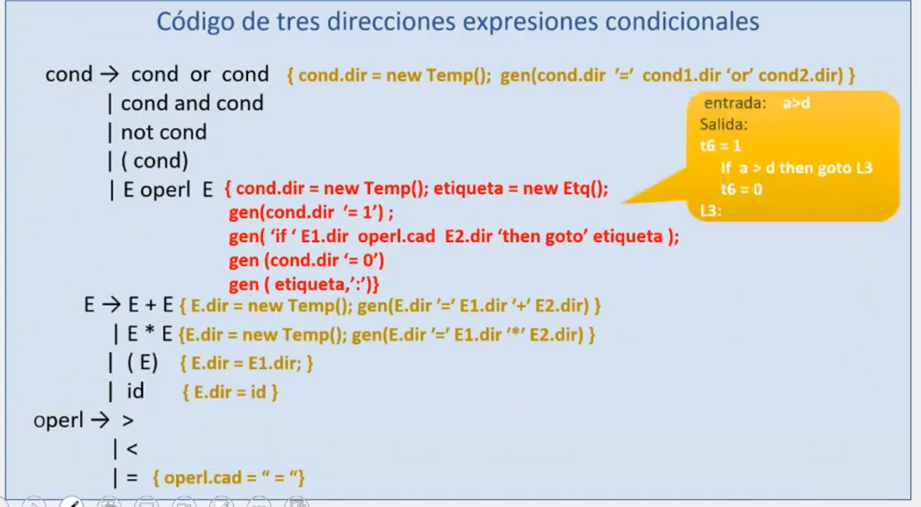 Código de tres direcciones expresiones condicionales
cond → cond or cond { cond.dir = new Temp(); gen(cond.dir '=' cond1.dir 'or' cond2.dir) }
| cond and cond
| not cond
| ( cond)
| E operl E { cond.dir = new Temp(); etiqueta = new Etq();
gen(cond.dir '= 1') ;
gen( 'if ' E1.dir operl.cad E2.dir 'then goto' etiqueta );
gen (cond.dir '= 0')
gen ( etiqueta,':')}
entrada: a>d
Salida:
t6 = 1
If a > d then goto L3
t6 = 0
L3:
E → E + E { E.dir = new Temp(); gen(E.dir '=' E1.dir '+' E2.dir) }
| E * E {E.dir = new Temp(); gen(E.dir '=' E1.dir '*' E2.dir) }
| ( E) { E.dir = E1.dir; }
| id { E.dir = id }
operl → >
| <
| = { operl.cad = " = "}